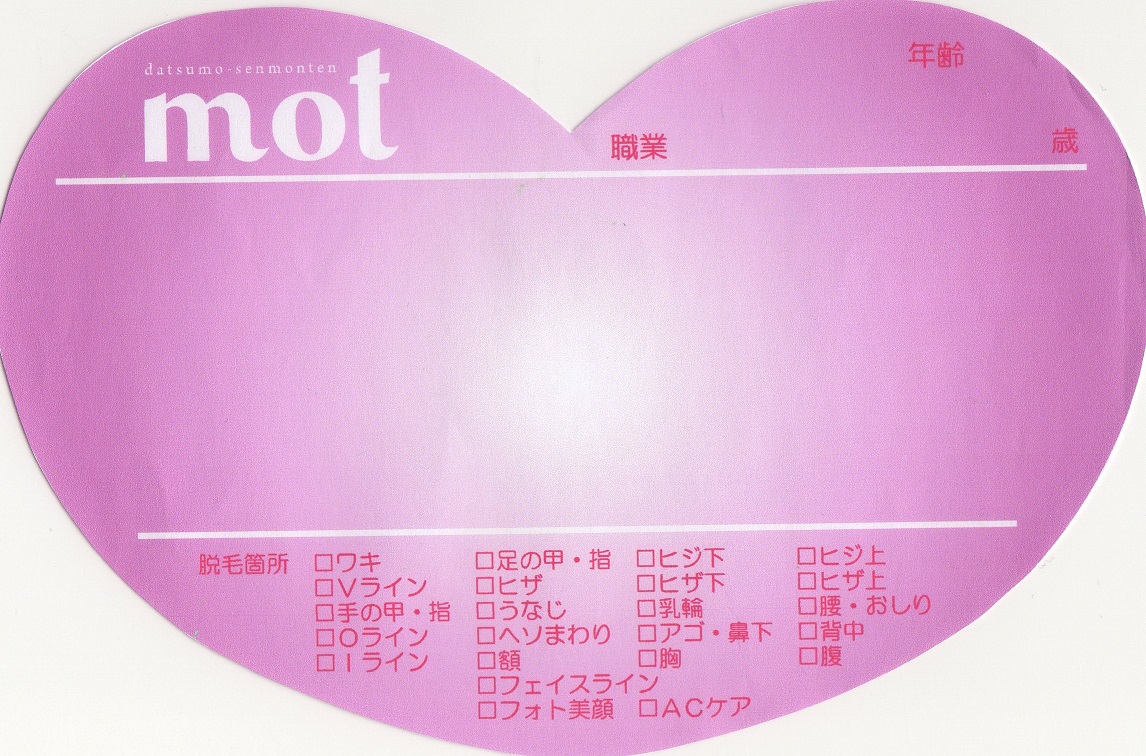 datsumo-senmonten
mot
年齢
職業
歳
脱毛箇所 □ワキ □足の甲・指 □ヒジ下 □ヒジ上
□Vライン □ヒザ □ヒザ下 □ヒザ上
□手の甲・指 □うなじ □乳輪 □腰・おしり
□Oライン □ヘソまわり □アゴ・鼻下 □背中
□Iライン □額 □胸 □腹
□フェイスライン
□フォト美顔 □ACケア